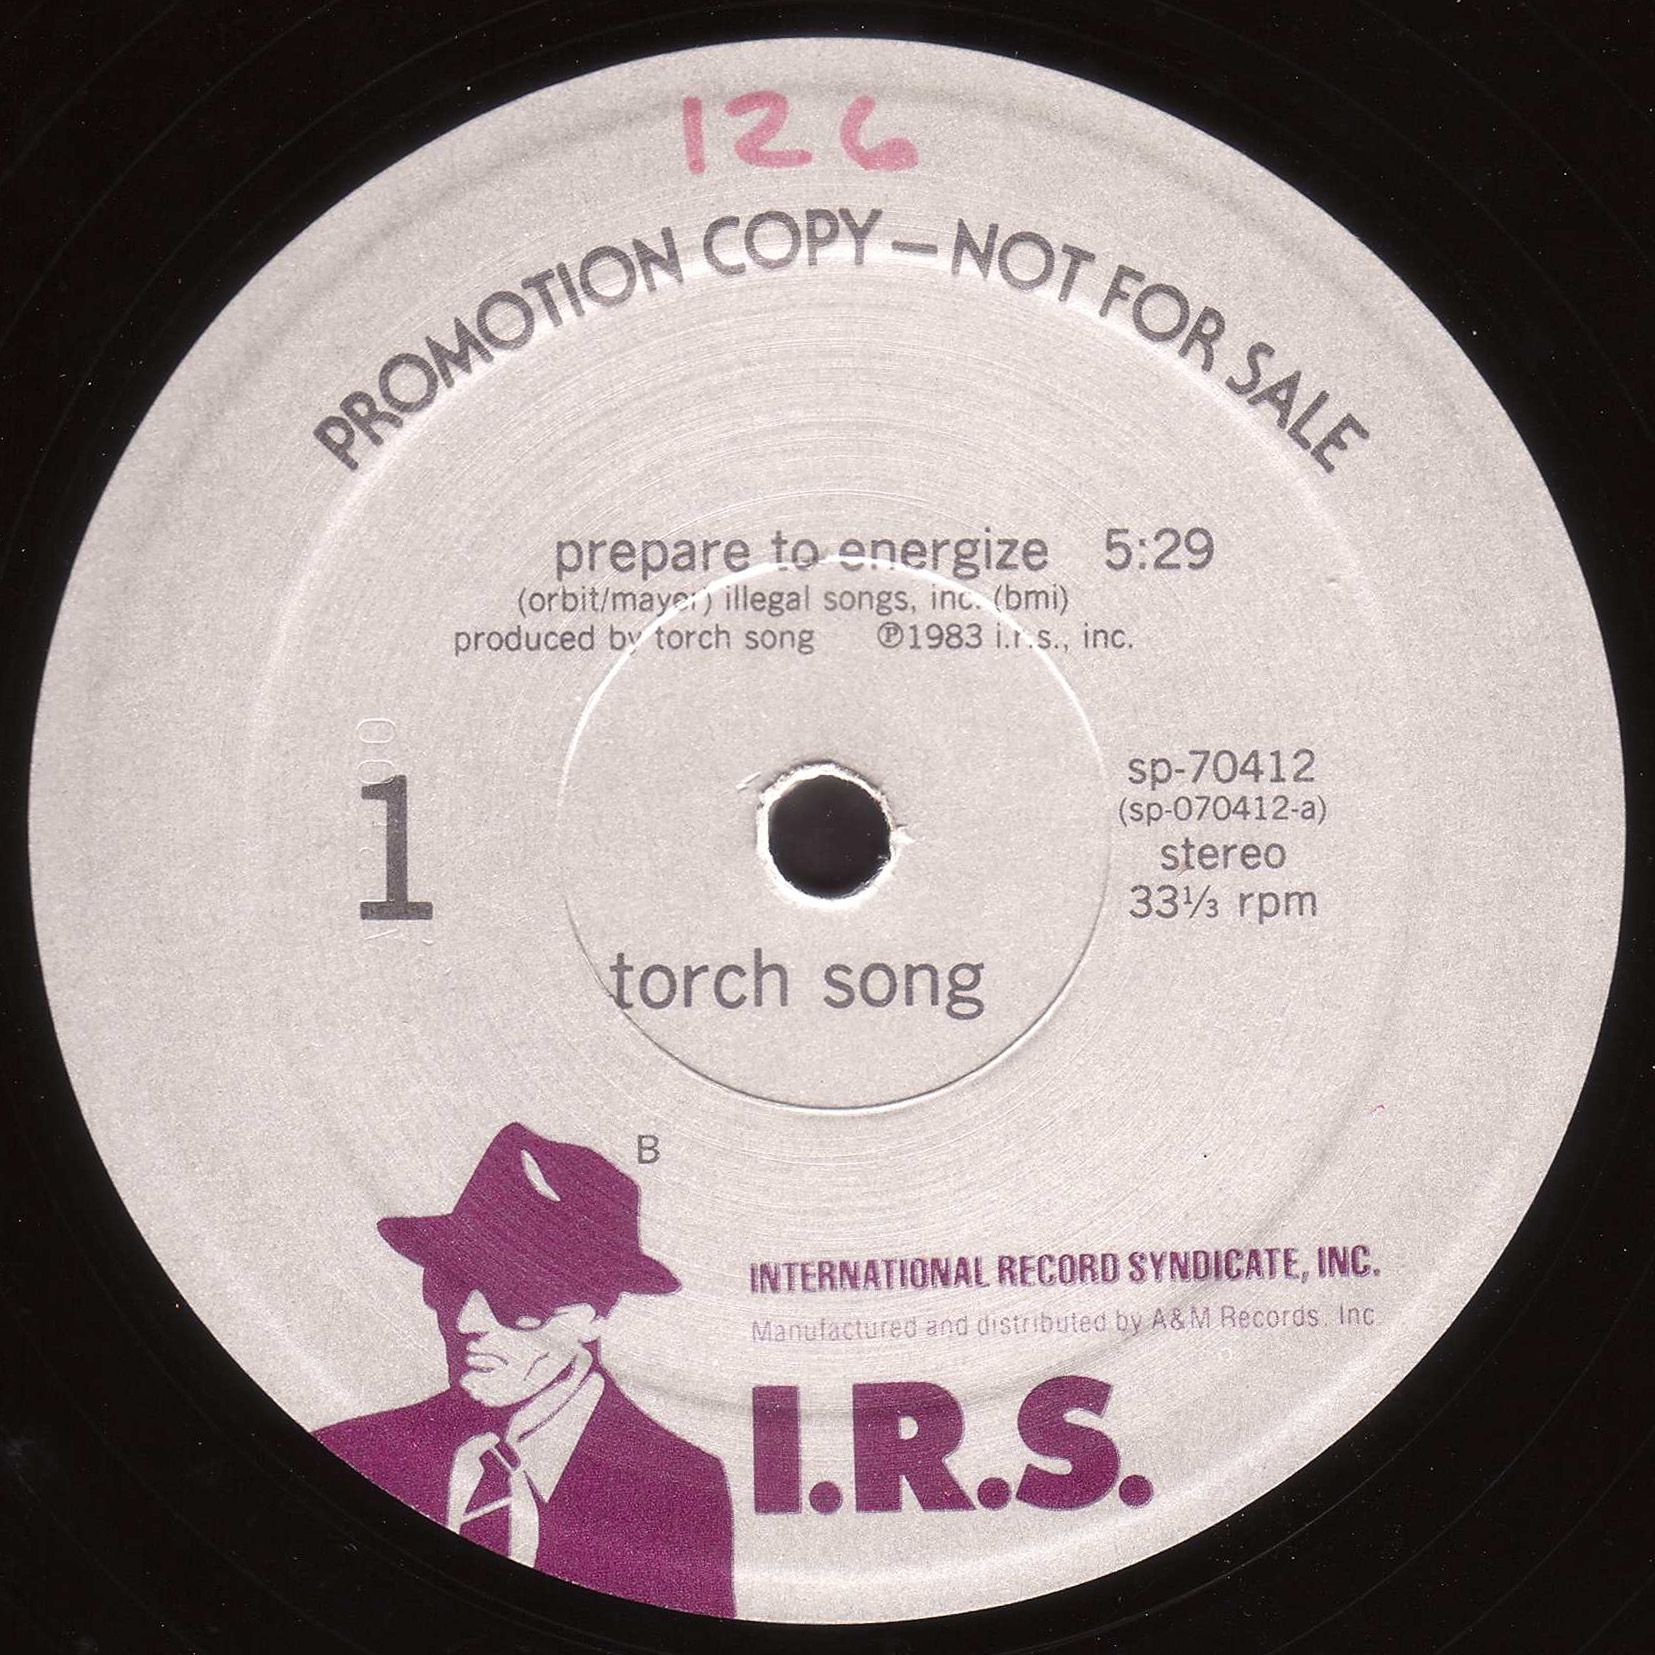 126
PROMOTION COPY — NOT FOR SALE
prepare to energize 5:29
(orbit/mayer) illegal songs, inc. (bmi)
produced by torch song ℗1983 i.r.s., inc.
1
sp-70412
(sp-070412-a)
stereo
33⅓ rpm
torch song
B
INTERNATIONAL RECORD SYNDICATE, INC.
Manufactured and distributed by A&M Records, Inc
I.R.S.